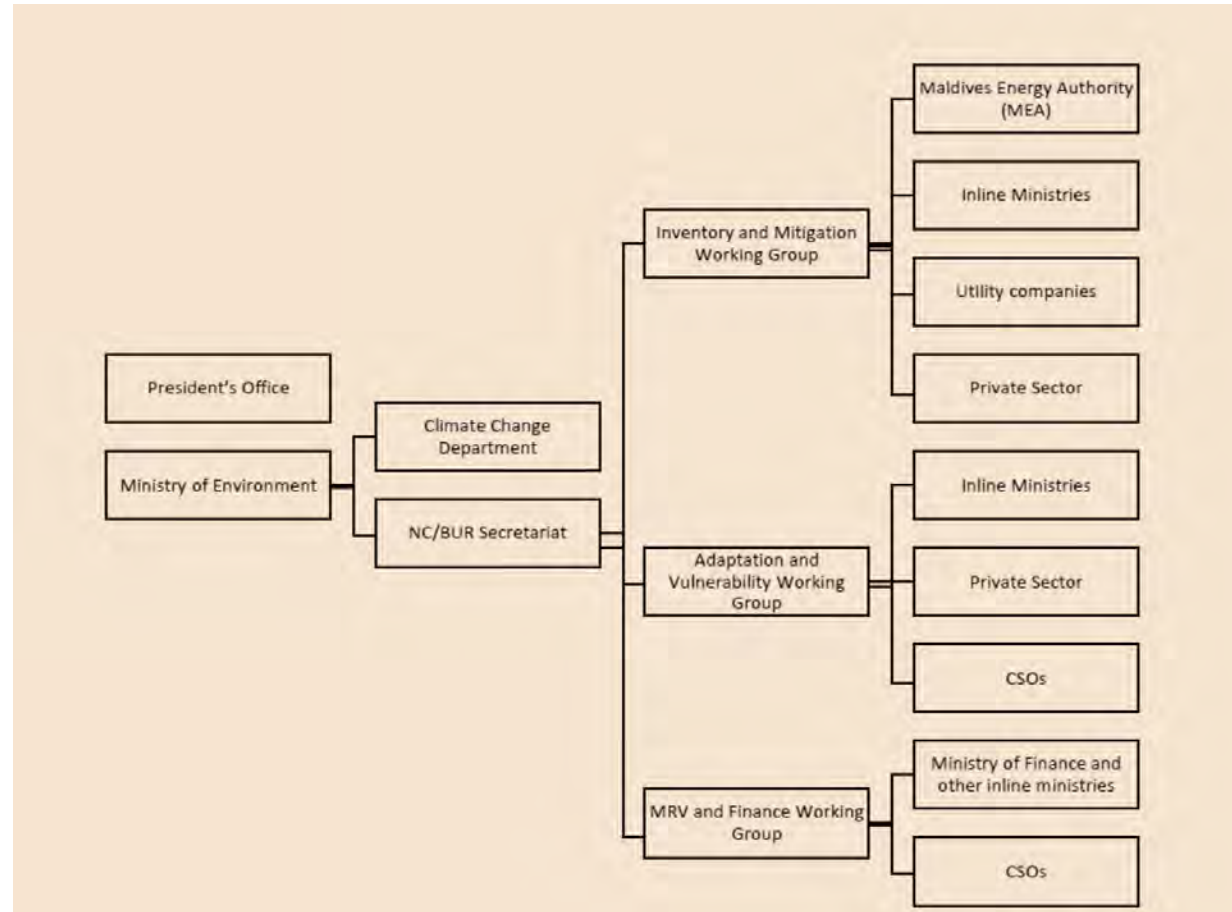 President's Office
Ministry of Environment
Climate Change
Department
NC/BUR Secretariat
Inventory and Mitigation
Working Group
Adaptation and
Vulnerability Working
Group
MRV and Finance Working
Group
Maldives Energy Authority
(MEA)
Inline Ministries
Utility companies
Private Sector
Inline Ministries
Private Sector
CSOs
Ministry of Finance and
other inline ministries
CSOs